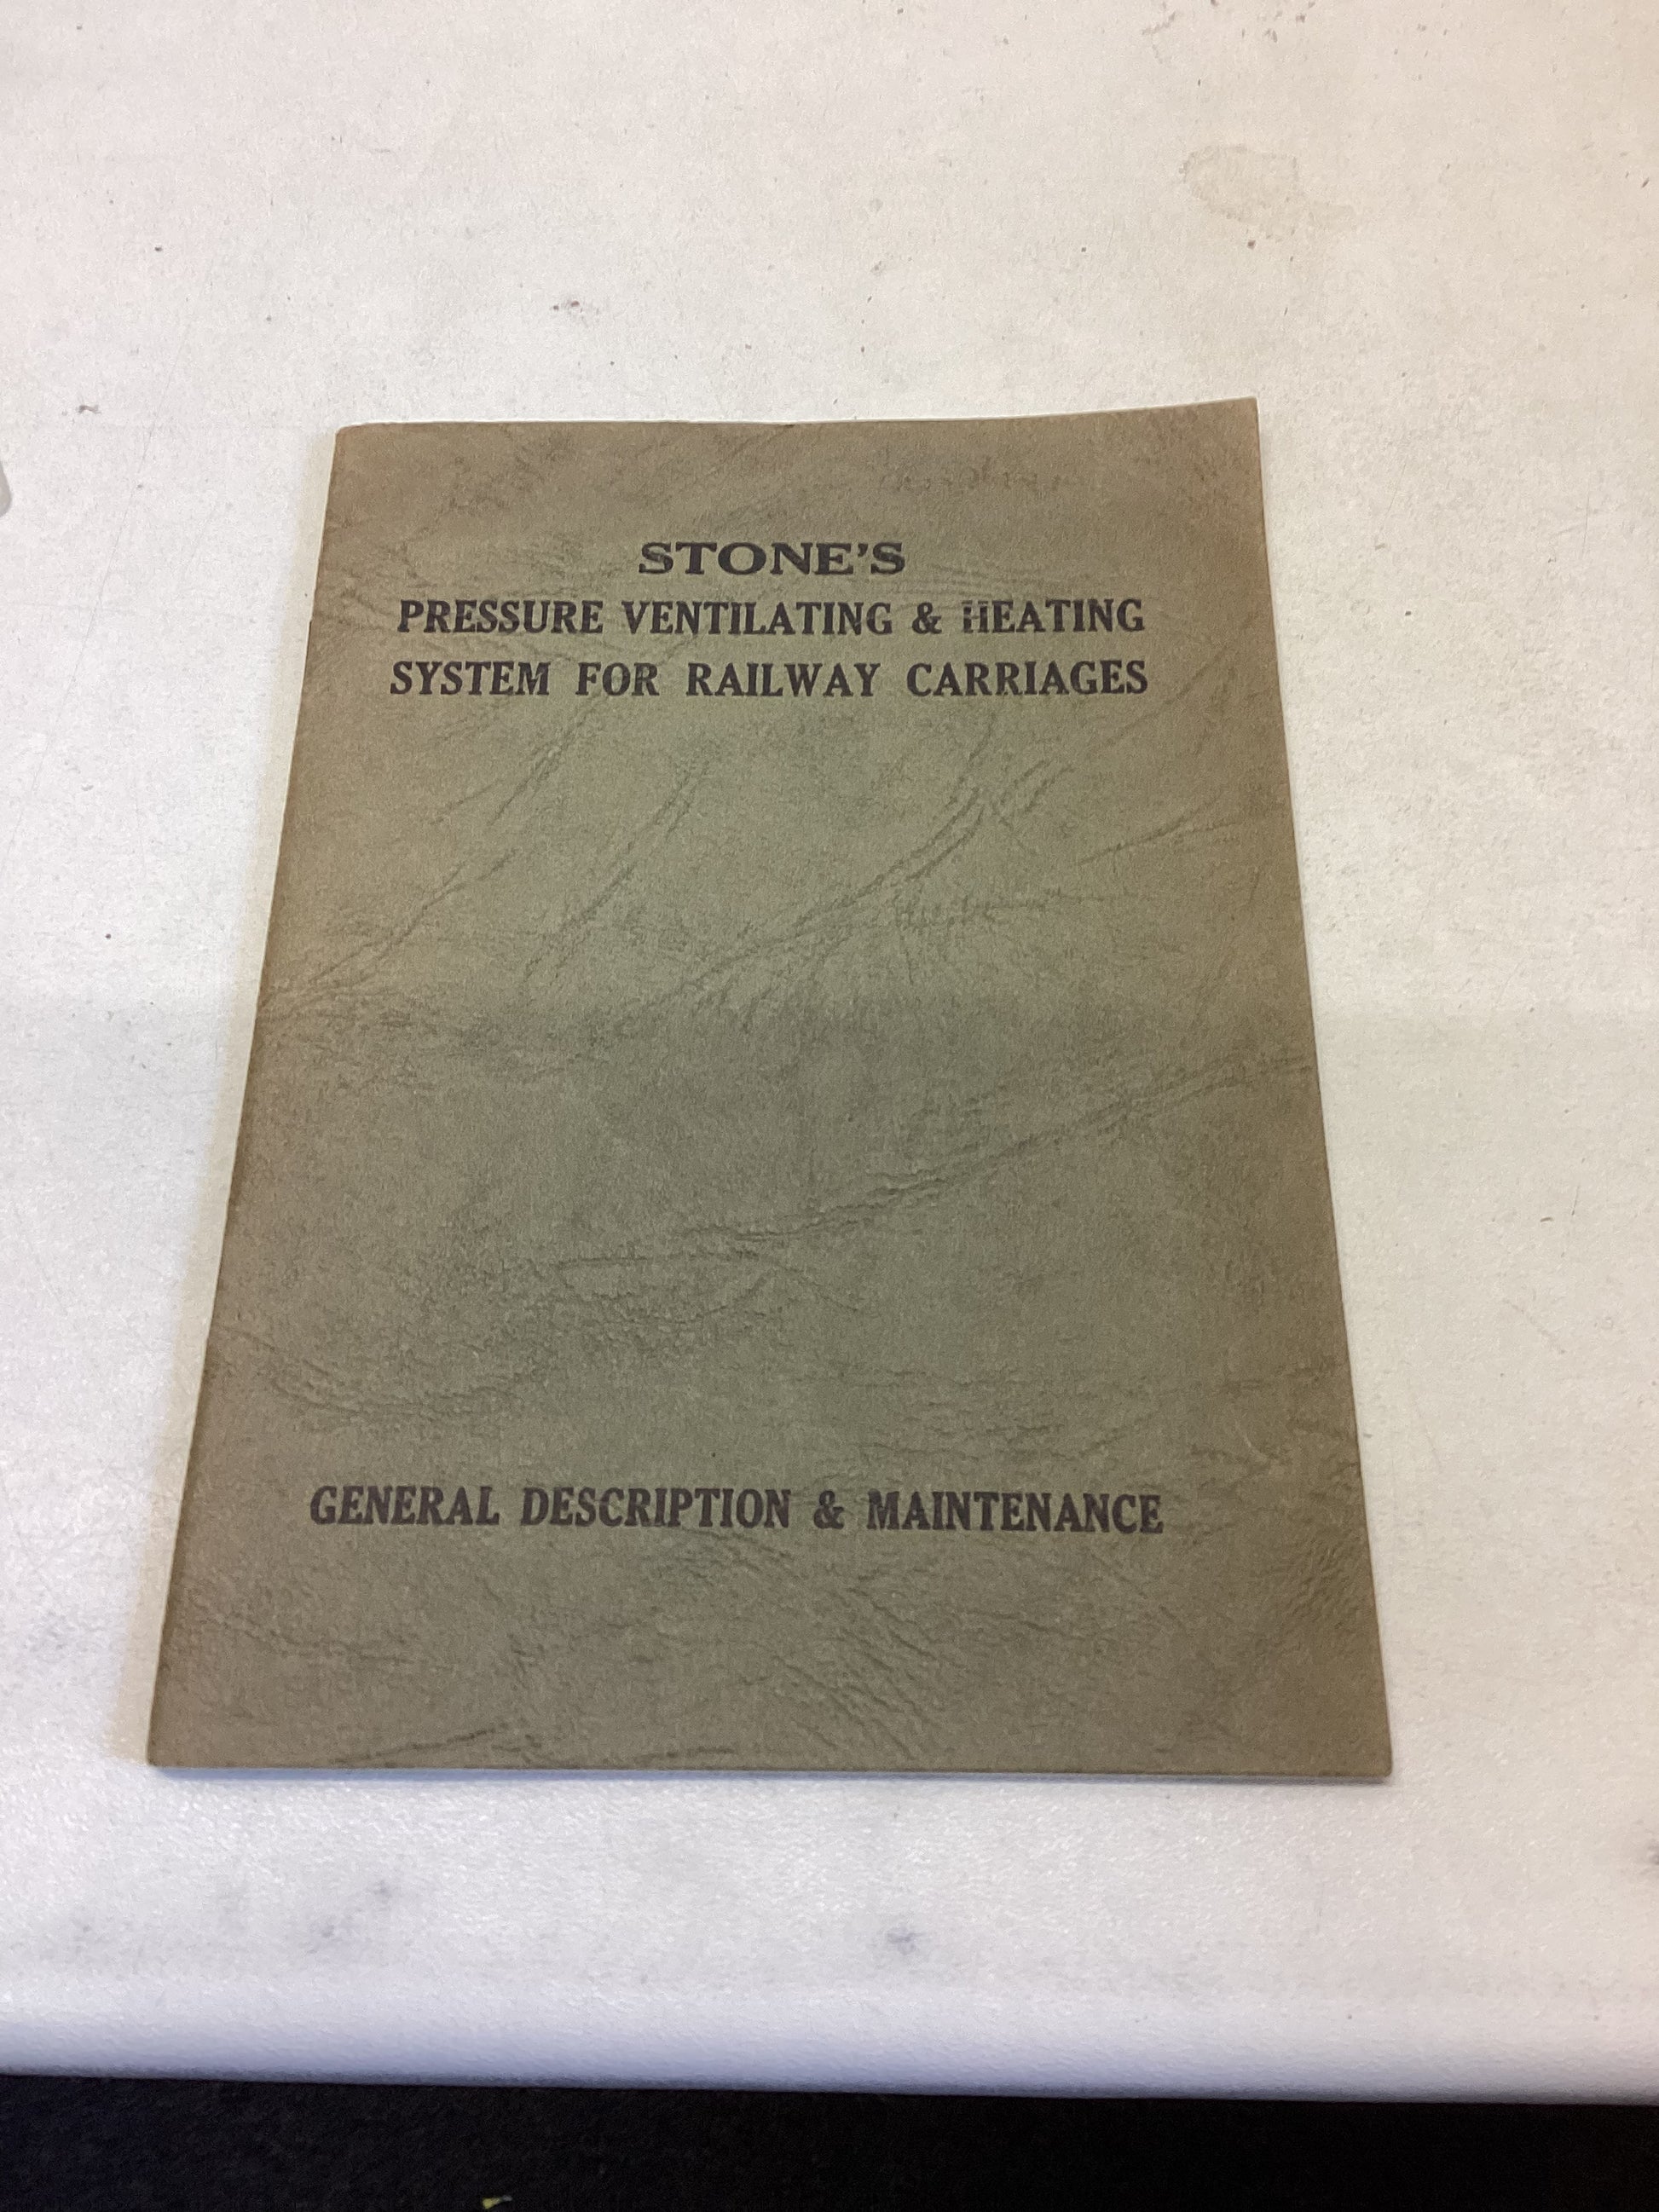 STONE'S
PRESSURE VENTILATING & HEATING
SYSTEM FOR RAILWAY CARRIAGES
GENERAL DESCRIPTION & MAINTENANCE